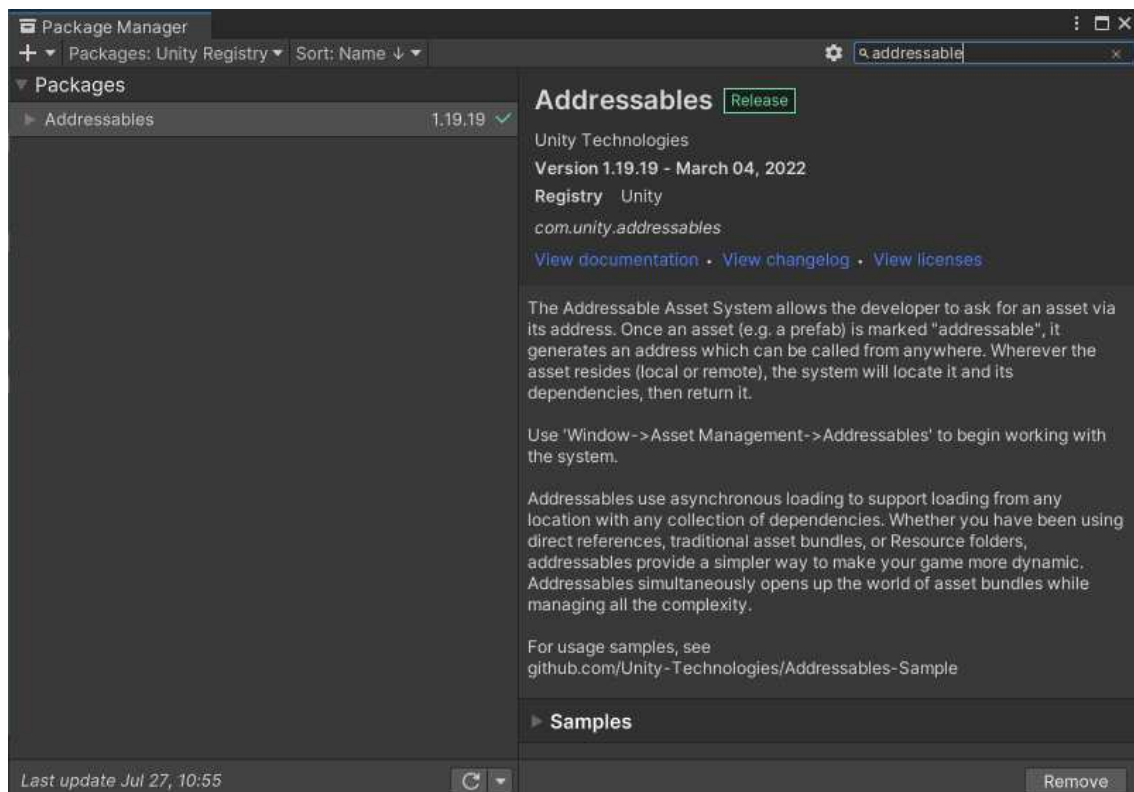 Package Manager
Packages: Unity Registry Sort: Name ↓
addressable
Packages
Addressables 1.19.19
Addressables Release
Unity Technologies
Version 1.19.19 - March 04, 2022
Registry Unity
com.unity.addressables
View documentation • View changelog • View licenses
The Addressable Asset System allows the developer to ask for an asset via
its address. Once an asset (e.g. a prefab) is marked "addressable", it
generates an address which can be called from anywhere. Wherever the
asset resides (local or remote), the system will locate it and its
dependencies, then return it.
Use 'Window->Asset Management->Addressables' to begin working with
the system.
Addressables use asynchronous loading to support loading from any
location with any collection of dependencies. Whether you have been using
direct references, traditional asset bundles, or Resource folders,
addressables provide a simpler way to make your game more dynamic.
Addressables simultaneously opens up the world of asset bundles while
managing all the complexity.
For usage samples, see
github.com/Unity-Technologies/Addressables-Sample
Samples
Last update Jul 27, 10:55
Remove